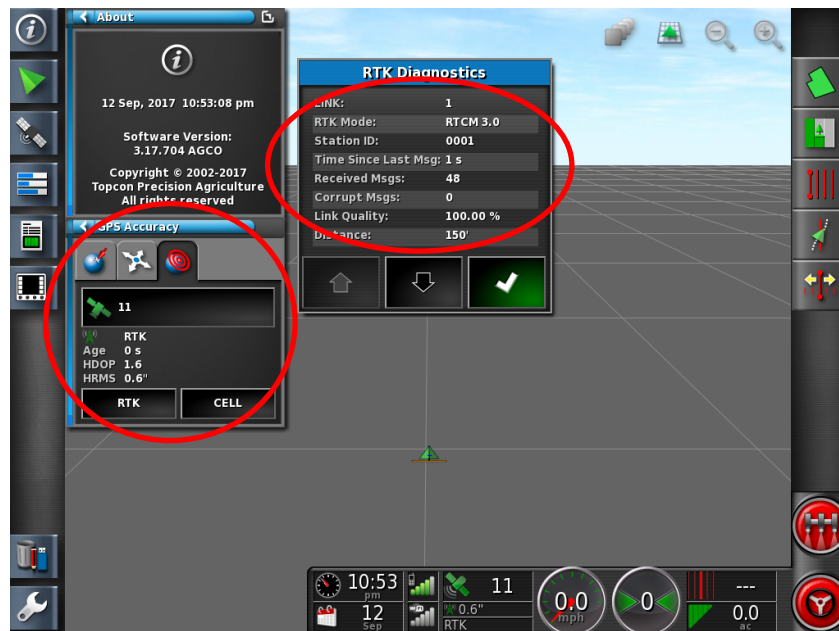 About
12 Sep, 2017 10:53:08 pm
Software Version:
3.17.704 AGCO
Copyright © 2002-2017
Topcon Precision Agriculture
All rights reserved
GPS Accuracy
11
RTK
Age 0 s
HDOP 1.6
HRMS 0.6"
RTK CELL
RTK Diagnostics
LINK: 1
RTK Mode: RTCM 3.0
Station ID: 0001
Time Since Last Msg: 1 s
Received Msgs: 48
Corrupt Msgs: 0
Link Quality: 100.00 %
Distance: 150'
10:53 pm
12 Sep
11
0.6"
RTK
0.0
mph
0
---
0.0
ac